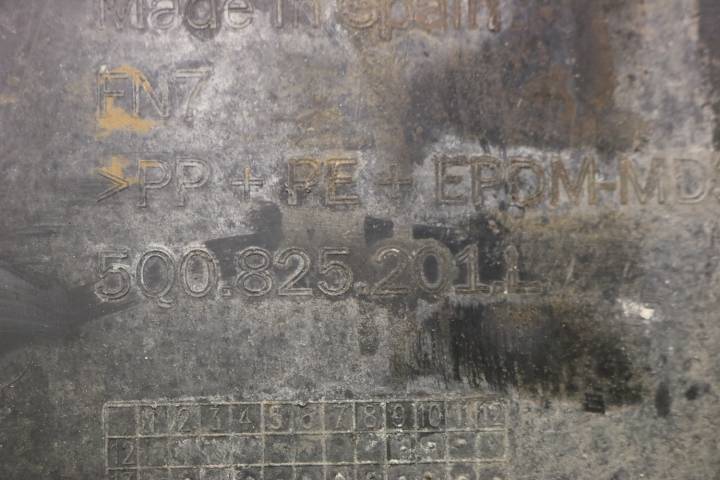 Made in Spain
FN7
>PP + PE + EPDM-MD
5Q0.825.201.L
1 2 3 4 5 6 7 8 9 10 11 12
12